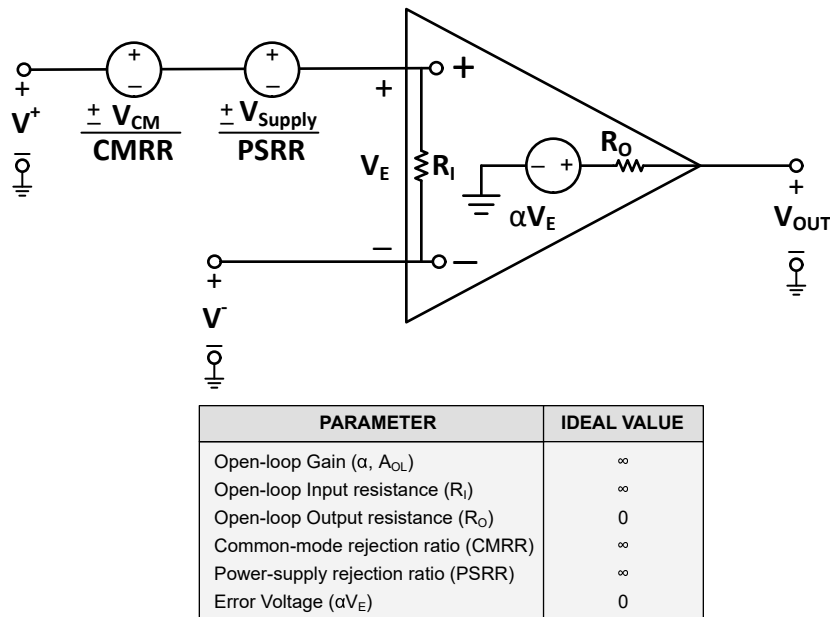 + −
V⁺
+ −
± V_CM / CMRR
+ −
± V_Supply / PSRR
+ −
V_E
R_I
+
−
− +
αV_E
R_O
+ −
V_OUT
+ −
V⁻
PARAMETER IDEAL VALUE
Open-loop Gain (α, A_OL) ∞
Open-loop Input resistance (R_I) ∞
Open-loop Output resistance (R_O) 0
Common-mode rejection ratio (CMRR) ∞
Power-supply rejection ratio (PSRR) ∞
Error Voltage (αV_E) 0